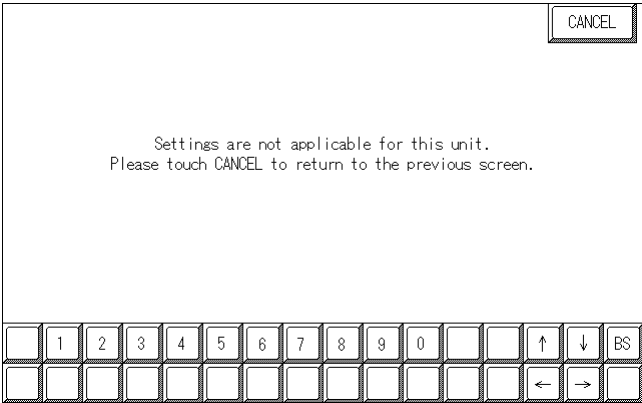 CANCEL
Settings are not applicable for this unit.
Please touch CANCEL to return to the previous screen.
1 2 3 4 5 6 7 8 9 0 ↑ ↓ BS
← →